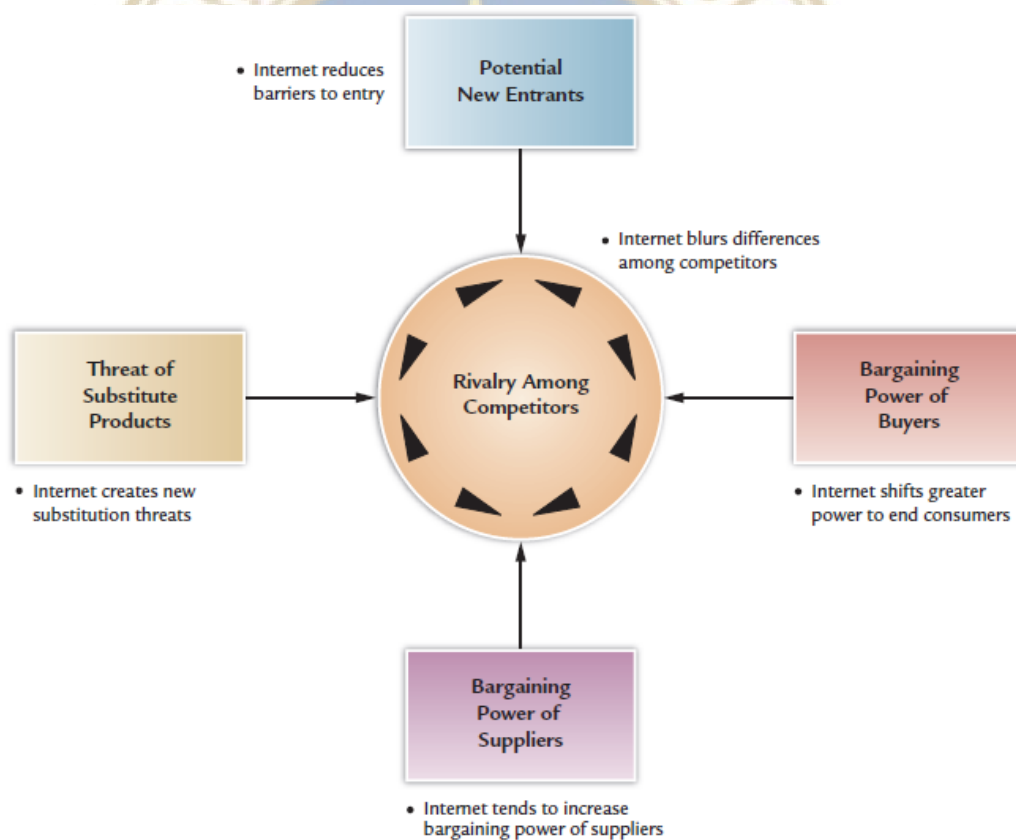 • Internet reduces
barriers to entry
Potential
New Entrants
• Internet blurs differences
among competitors
Threat of
Substitute
Products
Rivalry Among
Competitors
Bargaining
Power of
Buyers
• Internet creates new
substitution threats
• Internet shifts greater
power to end consumers
Bargaining
Power of
Suppliers
• Internet tends to increase
bargaining power of suppliers